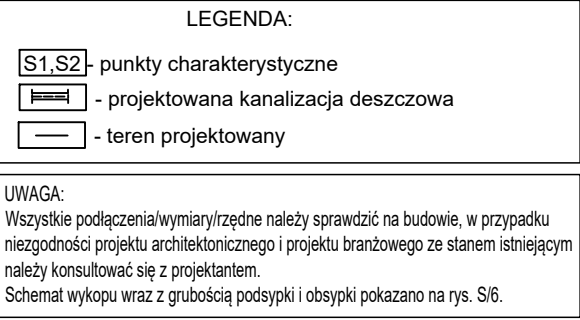 LEGENDA:
S1,S2 - punkty charakterystyczne
- projektowana kanalizacja deszczowa
- teren projektowany
UWAGA:
Wszystkie podłączenia/wymiary/rzędne należy sprawdzić na budowie, w przypadku
niezgodności projektu architektonicznego i projektu branżowego ze stanem istniejącym
należy konsultować się z projektantem.
Schemat wykopu wraz z grubością podsypki i obsypki pokazano na rys. S/6.